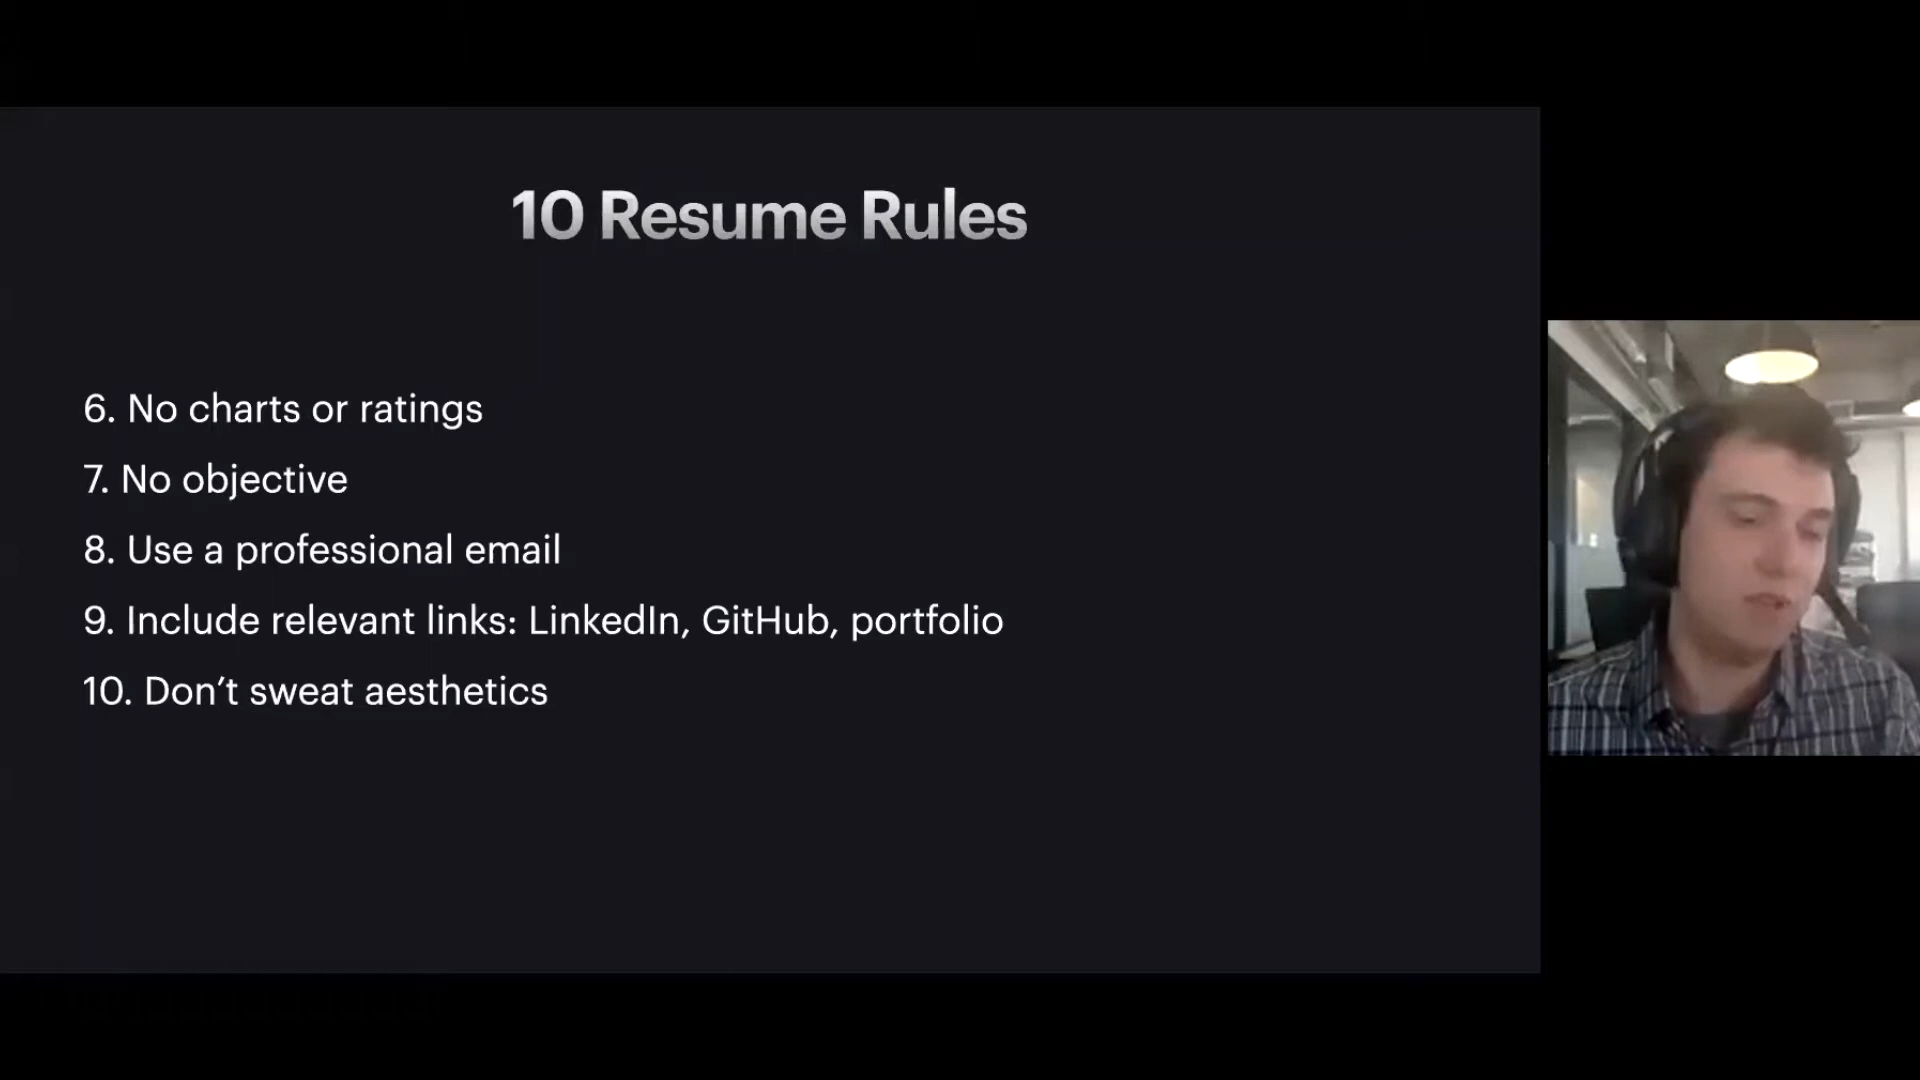 10 Resume Rules
6. No charts or ratings
7. No objective
8. Use a professional email
9. Include relevant links: LinkedIn, GitHub, portfolio
10. Don’t sweat aesthetics